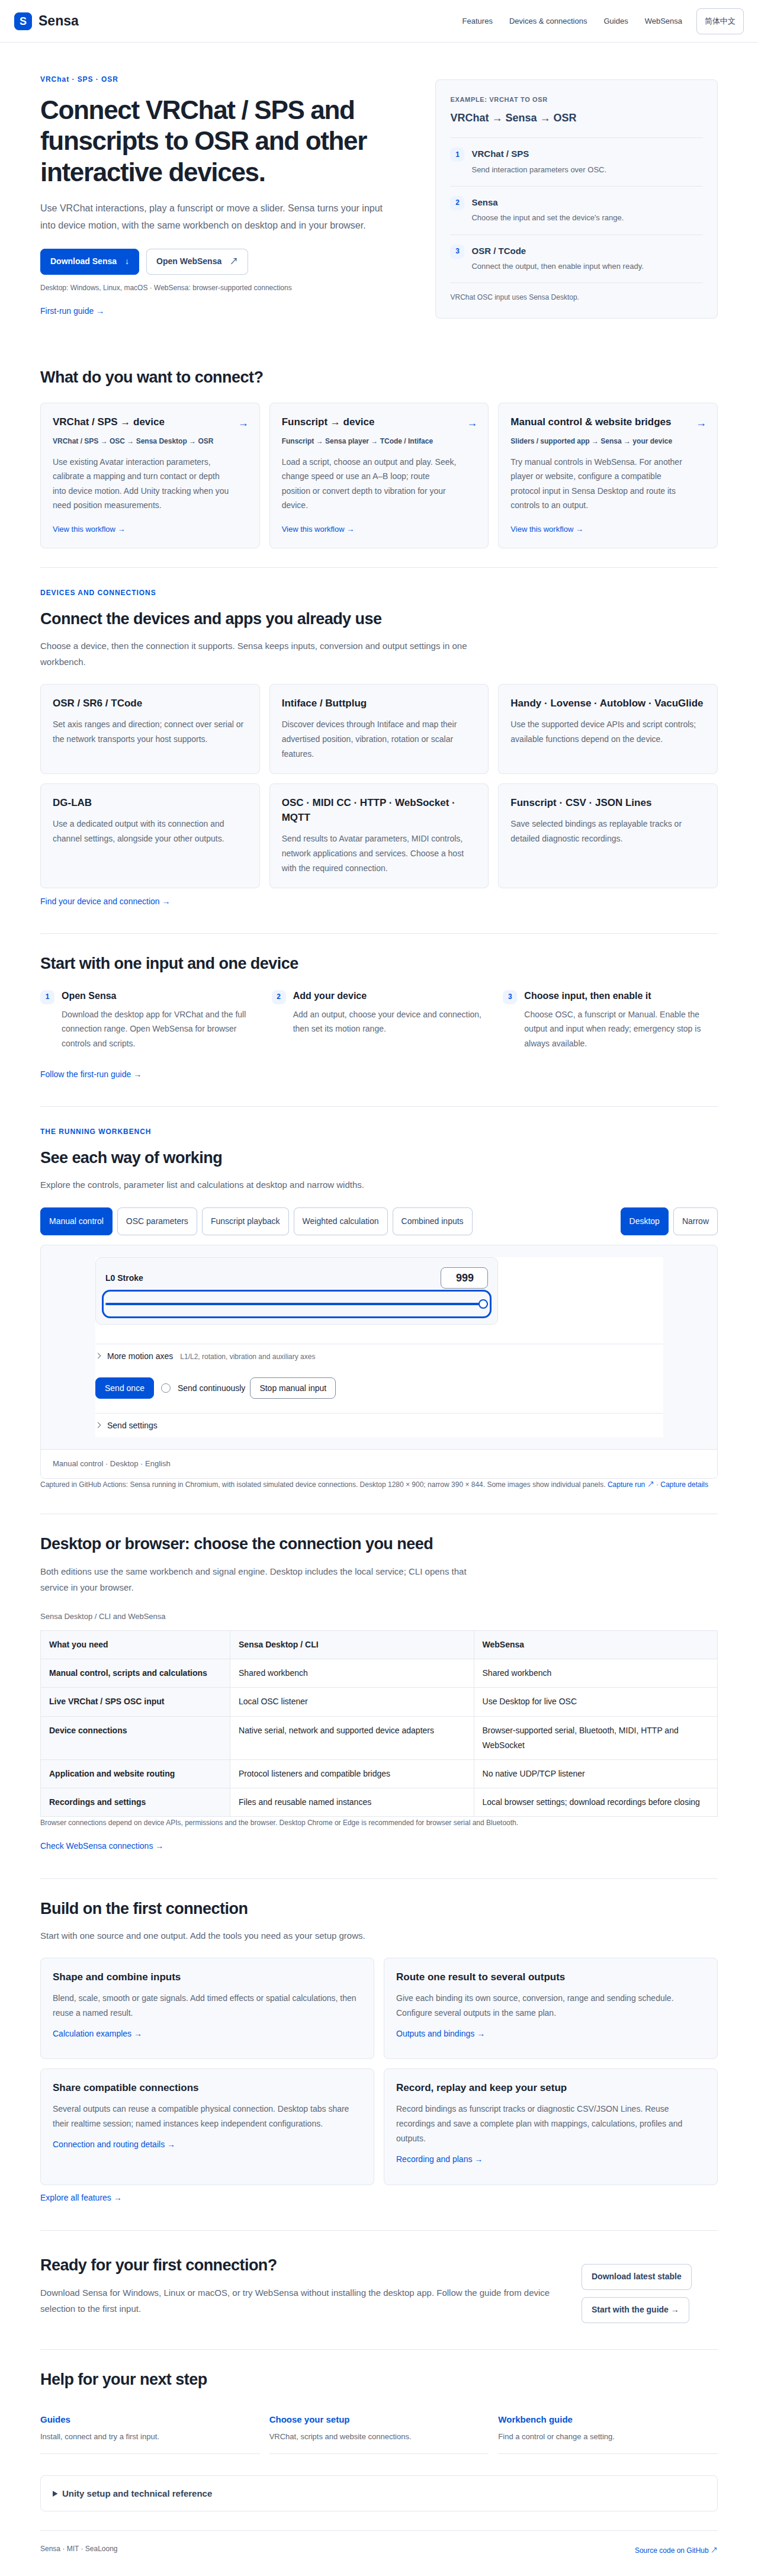 S Sensa
Features Devices & connections Guides WebSensa 简体中文
VRChat · SPS · OSR
Connect VRChat / SPS and
funscripts to OSR and other
interactive devices.
Use VRChat interactions, play a funscript or move a slider. Sensa turns your input
into device motion, with the same workbench on desktop and in your browser.
Download Sensa ↓ Open WebSensa ↗
Desktop: Windows, Linux, macOS · WebSensa: browser-supported connections
First-run guide →
EXAMPLE: VRCHAT TO OSR
VRChat → Sensa → OSR
1 VRChat / SPS
Send interaction parameters over OSC.
2 Sensa
Choose the input and set the device's range.
3 OSR / TCode
Connect the output, then enable input when ready.
VRChat OSC input uses Sensa Desktop.
What do you want to connect?
VRChat / SPS → device →
VRChat / SPS → OSC → Sensa Desktop → OSR
Use existing Avatar interaction parameters,
calibrate a mapping and turn contact or depth
into device motion. Add Unity tracking when you
need position measurements.
View this workflow →
Funscript → device →
Funscript → Sensa player → TCode / Intiface
Load a script, choose an output and play. Seek,
change speed or use an A–B loop; route
position or convert depth to vibration for your
device.
View this workflow →
Manual control & website bridges →
Sliders / supported app → Sensa → your device
Try manual controls in WebSensa. For another
player or website, configure a compatible
protocol input in Sensa Desktop and route its
controls to an output.
View this workflow →
DEVICES AND CONNECTIONS
Connect the devices and apps you already use
Choose a device, then the connection it supports. Sensa keeps inputs, conversion and output settings in one
workbench.
OSR / SR6 / TCode
Set axis ranges and direction; connect over serial or
the network transports your host supports.
Intiface / Buttplug
Discover devices through Intiface and map their
advertised position, vibration, rotation or scalar
features.
Handy · Lovense · Autoblow · VacuGlide
Use the supported device APIs and script controls;
available functions depend on the device.
DG-LAB
Use a dedicated output with its connection and
channel settings, alongside your other outputs.
OSC · MIDI CC · HTTP · WebSocket ·
MQTT
Send results to Avatar parameters, MIDI controls,
network applications and services. Choose a host
with the required connection.
Funscript · CSV · JSON Lines
Save selected bindings as replayable tracks or
detailed diagnostic recordings.
Find your device and connection →
Start with one input and one device
1 Open Sensa
Download the desktop app for VRChat and the full
connection range. Open WebSensa for browser
controls and scripts.
2 Add your device
Add an output, choose your device and connection,
then set its motion range.
3 Choose input, then enable it
Choose OSC, a funscript or Manual. Enable the
output and input when ready; emergency stop is
always available.
Follow the first-run guide →
THE RUNNING WORKBENCH
See each way of working
Explore the controls, parameter list and calculations at desktop and narrow widths.
Manual control OSC parameters Funscript playback Weighted calculation Combined inputs Desktop Narrow
L0 Stroke 999
More motion axes L1/L2, rotation, vibration and auxiliary axes
Send once Send continuously Stop manual input
Send settings
Manual control · Desktop · English
Captured in GitHub Actions: Sensa running in Chromium, with isolated simulated device connections. Desktop 1280 × 900; narrow 390 × 844. Some images show individual panels. Capture run ↗ · Capture details
Desktop or browser: choose the connection you need
Both editions use the same workbench and signal engine. Desktop includes the local service; CLI opens that
service in your browser.
Sensa Desktop / CLI and WebSensa
What you need Sensa Desktop / CLI WebSensa
Manual control, scripts and calculations Shared workbench Shared workbench
Live VRChat / SPS OSC input Local OSC listener Use Desktop for live OSC
Device connections Native serial, network and supported device adapters Browser-supported serial, Bluetooth, MIDI, HTTP and
WebSocket
Application and website routing Protocol listeners and compatible bridges No native UDP/TCP listener
Recordings and settings Files and reusable named instances Local browser settings; download recordings before closing
Browser connections depend on device APIs, permissions and the browser. Desktop Chrome or Edge is recommended for browser serial and Bluetooth.
Check WebSensa connections →
Build on the first connection
Start with one source and one output. Add the tools you need as your setup grows.
Shape and combine inputs
Blend, scale, smooth or gate signals. Add timed effects or spatial calculations, then
reuse a named result.
Calculation examples →
Route one result to several outputs
Give each binding its own source, conversion, range and sending schedule.
Configure several outputs in the same plan.
Outputs and bindings →
Share compatible connections
Several outputs can reuse a compatible physical connection. Desktop tabs share
their realtime session; named instances keep independent configurations.
Connection and routing details →
Record, replay and keep your setup
Record bindings as funscript tracks or diagnostic CSV/JSON Lines. Reuse
recordings and save a complete plan with mappings, calculations, profiles and
outputs.
Recording and plans →
Explore all features →
Ready for your first connection?
Download Sensa for Windows, Linux or macOS, or try WebSensa without installing the desktop app. Follow the guide from device
selection to the first input.
Download latest stable
Start with the guide →
Help for your next step
Guides
Install, connect and try a first input.
Choose your setup
VRChat, scripts and website connections.
Workbench guide
Find a control or change a setting.
Unity setup and technical reference
Sensa · MIT · SeaLoong
Source code on GitHub ↗